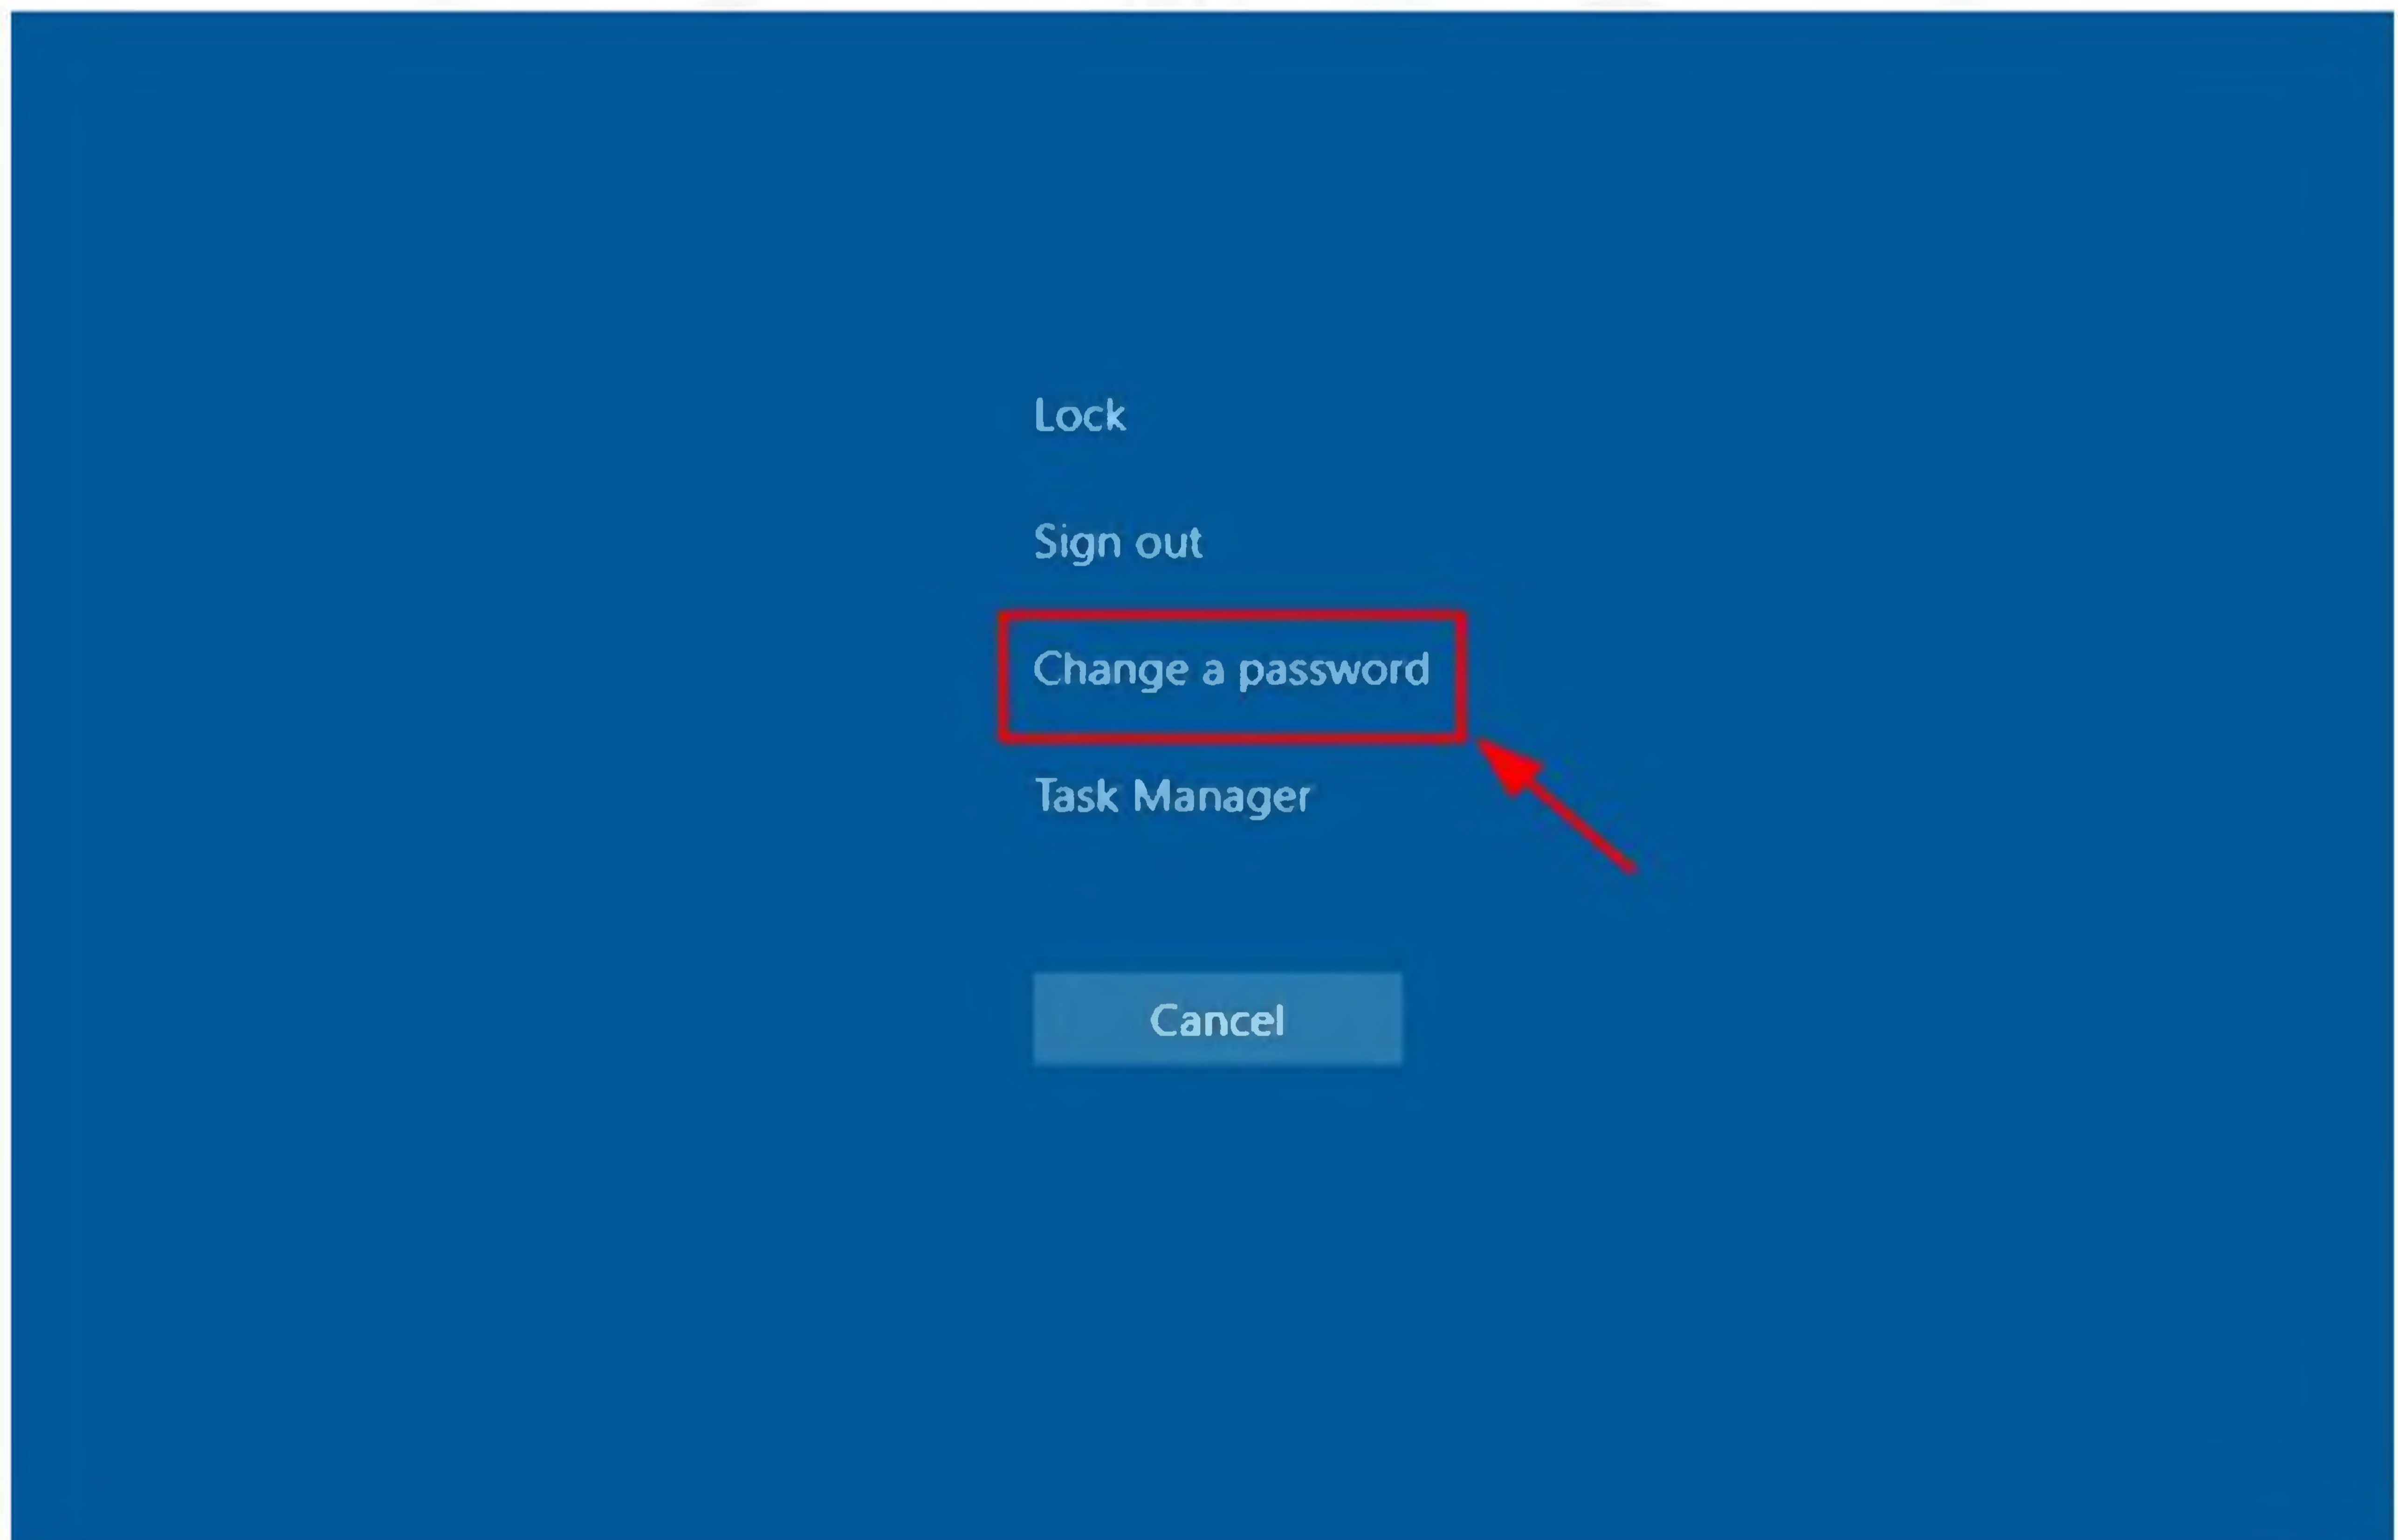 Lock
Sign out
Change a password
Task Manager
Cancel